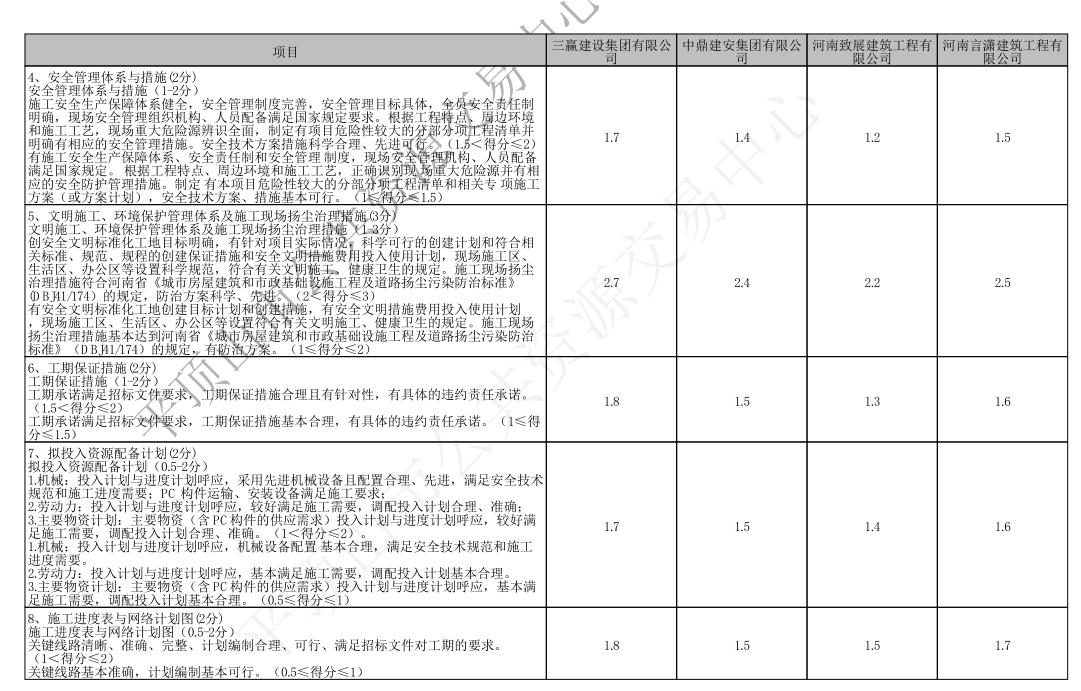 项目
三赢建设集团有限公
司
中鼎建安集团有限公
司
河南致展建筑工程有
限公司
河南言潇建筑工程有
限公司
4、安全管理体系与措施(2分)
安全管理体系与措施（1-2分）
施工安全生产保障体系健全，安全管理制度完善，安全管理目标具体，全员安全责任制
明确，现场安全管理组织机构、人员配备满足国家规定要求。根据工程特点、周边环境
和施工工艺，现场重大危险源辨识全面，制定有项目危险性较大的分部分项工程清单并
明确有相应的安全管理措施。安全技术方案措施科学合理、先进可行。（1.5＜得分≤2）
有施工安全生产保障体系、安全责任制和安全管理 制度，现场安全管理机构、人员配备
满足国家规定。 根据工程特点、周边环境和施工工艺，正确识别现场重大危险源并有相
应的安全防护管理措施。制定 有本项目危险性较大的分部分项工程清单和相关专 项施工
方案（或方案计划），安全技术方案、措施基本可行。（1≤得分≤1.5）
1.7
1.4
1.2
1.5
5、文明施工、环境保护管理体系及施工现场扬尘治理措施(3分)
文明施工、环境保护管理体系及施工现场扬尘治理措施（1-3分）
创安全文明标准化工地目标明确，有针对项目实际情况，科学可行的创建计划和符合相
关标准、规范、规程的创建保证措施和安全文明措施费用投入使用计划，现场施工区、
生活区、办公区等设置科学规范，符合有关文明施工、健康卫生的规定。施工现场扬尘
治理措施符合河南省《城市房屋建筑和市政基础设施工程及道路扬尘污染防治标准》
（DBJ41/174）的规定，防治方案科学、先进。（2＜得分≤3）
有安全文明标准化工地创建目标计划和创建措施，有安全文明措施费用投入使用计划
，现场施工区、生活区、办公区等设置符合有关文明施工、健康卫生的规定。施工现场
扬尘治理措施基本达到河南省《城市房屋建筑和市政基础设施工程及道路扬尘污染防治
标准》（DBJ41/174）的规定，有防治方案。（1≤得分≤2）
2.7
2.4
2.2
2.5
6、工期保证措施(2分)
工期保证措施（1-2分）
工期承诺满足招标文件要求，工期保证措施合理且有针对性，有具体的违约责任承诺。
（1.5＜得分≤2）
工期承诺满足招标文件要求，工期保证措施基本合理，有具体的违约责任承诺。（1≤得
分≤1.5）
1.8
1.5
1.3
1.6
7、拟投入资源配备计划(2分)
拟投入资源配备计划（0.5-2分）
1.机械：投入计划与进度计划呼应，采用先进机械设备且配置合理、先进，满足安全技术
规范和施工进度需要；PC 构件运输、安装设备满足施工要求；
2.劳动力：投入计划与进度计划呼应，较好满足施工需要，调配投入计划合理、准确；
3.主要物资计划：主要物资（含PC构件的供应需求）投入计划与进度计划呼应，较好满
足施工需要，调配投入计划合理、准确。（1＜得分≤2）。
1.机械：投入计划与进度计划呼应，机械设备配置 基本合理，满足安全技术规范和施工
进度需要。
2.劳动力：投入计划与进度计划呼应，基本满足施工需要，调配投入计划基本合理。
3.主要物资计划：主要物资（含PC构件的供应需求）投入计划与进度计划呼应，基本满
足施工需要，调配投入计划基本合理。（0.5≤得分≤1）
1.7
1.5
1.4
1.6
8、施工进度表与网络计划图(2分)
施工进度表与网络计划图（0.5-2分）
关键线路清晰、准确、完整、计划编制合理、可行、满足招标文件对工期的要求。
（1＜得分≤2）
关键线路基本准确，计划编制基本可行。（0.5≤得分≤1）
1.8
1.5
1.5
1.7
平顶山市公共资源交易中心
平顶山市公共资源交易中心